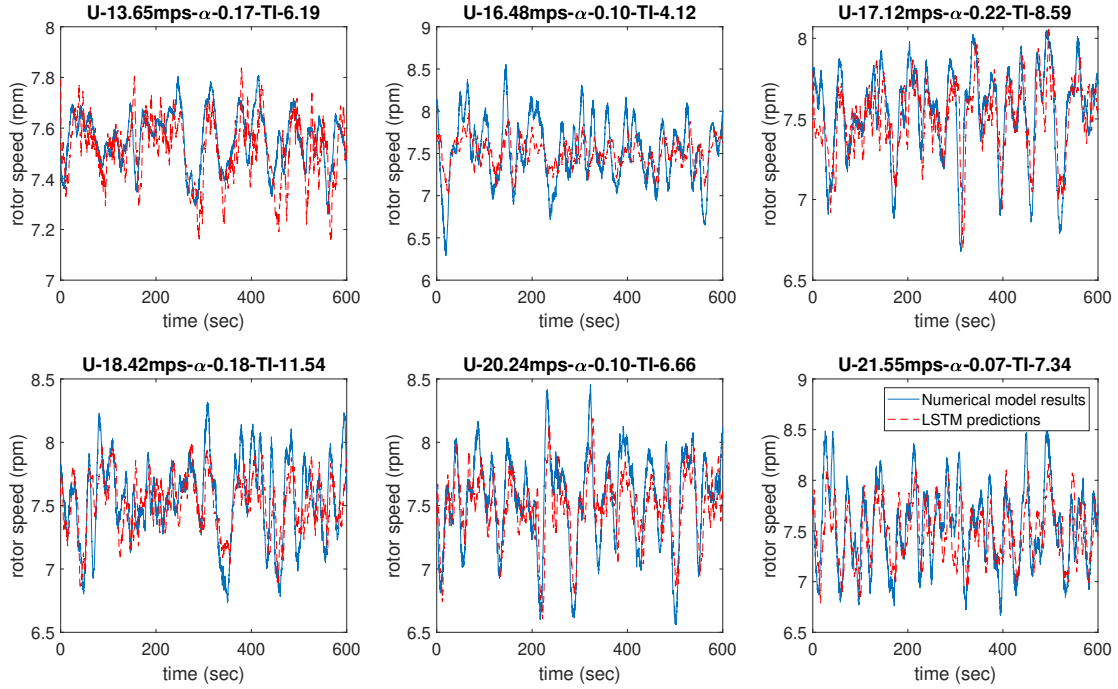 U-13.65mps-α-0.17-TI-6.19
8
7.8
7.6
7.4
7.2
7
rotor speed (rpm)
0 200 400 600
time (sec)
U-16.48mps-α-0.10-TI-4.12
9
8.5
8
7.5
7
6.5
6
rotor speed (rpm)
0 200 400 600
time (sec)
U-17.12mps-α-0.22-TI-8.59
8
7.5
7
6.5
rotor speed (rpm)
0 200 400 600
time (sec)
U-18.42mps-α-0.18-TI-11.54
8.5
8
7.5
7
6.5
rotor speed (rpm)
0 200 400 600
time (sec)
U-20.24mps-α-0.10-TI-6.66
8.5
8
7.5
7
6.5
rotor speed (rpm)
0 200 400 600
time (sec)
U-21.55mps-α-0.07-TI-7.34
Numerical model results
LSTM predictions
9
8.5
8
7.5
7
6.5
rotor speed (rpm)
0 200 400 600
time (sec)